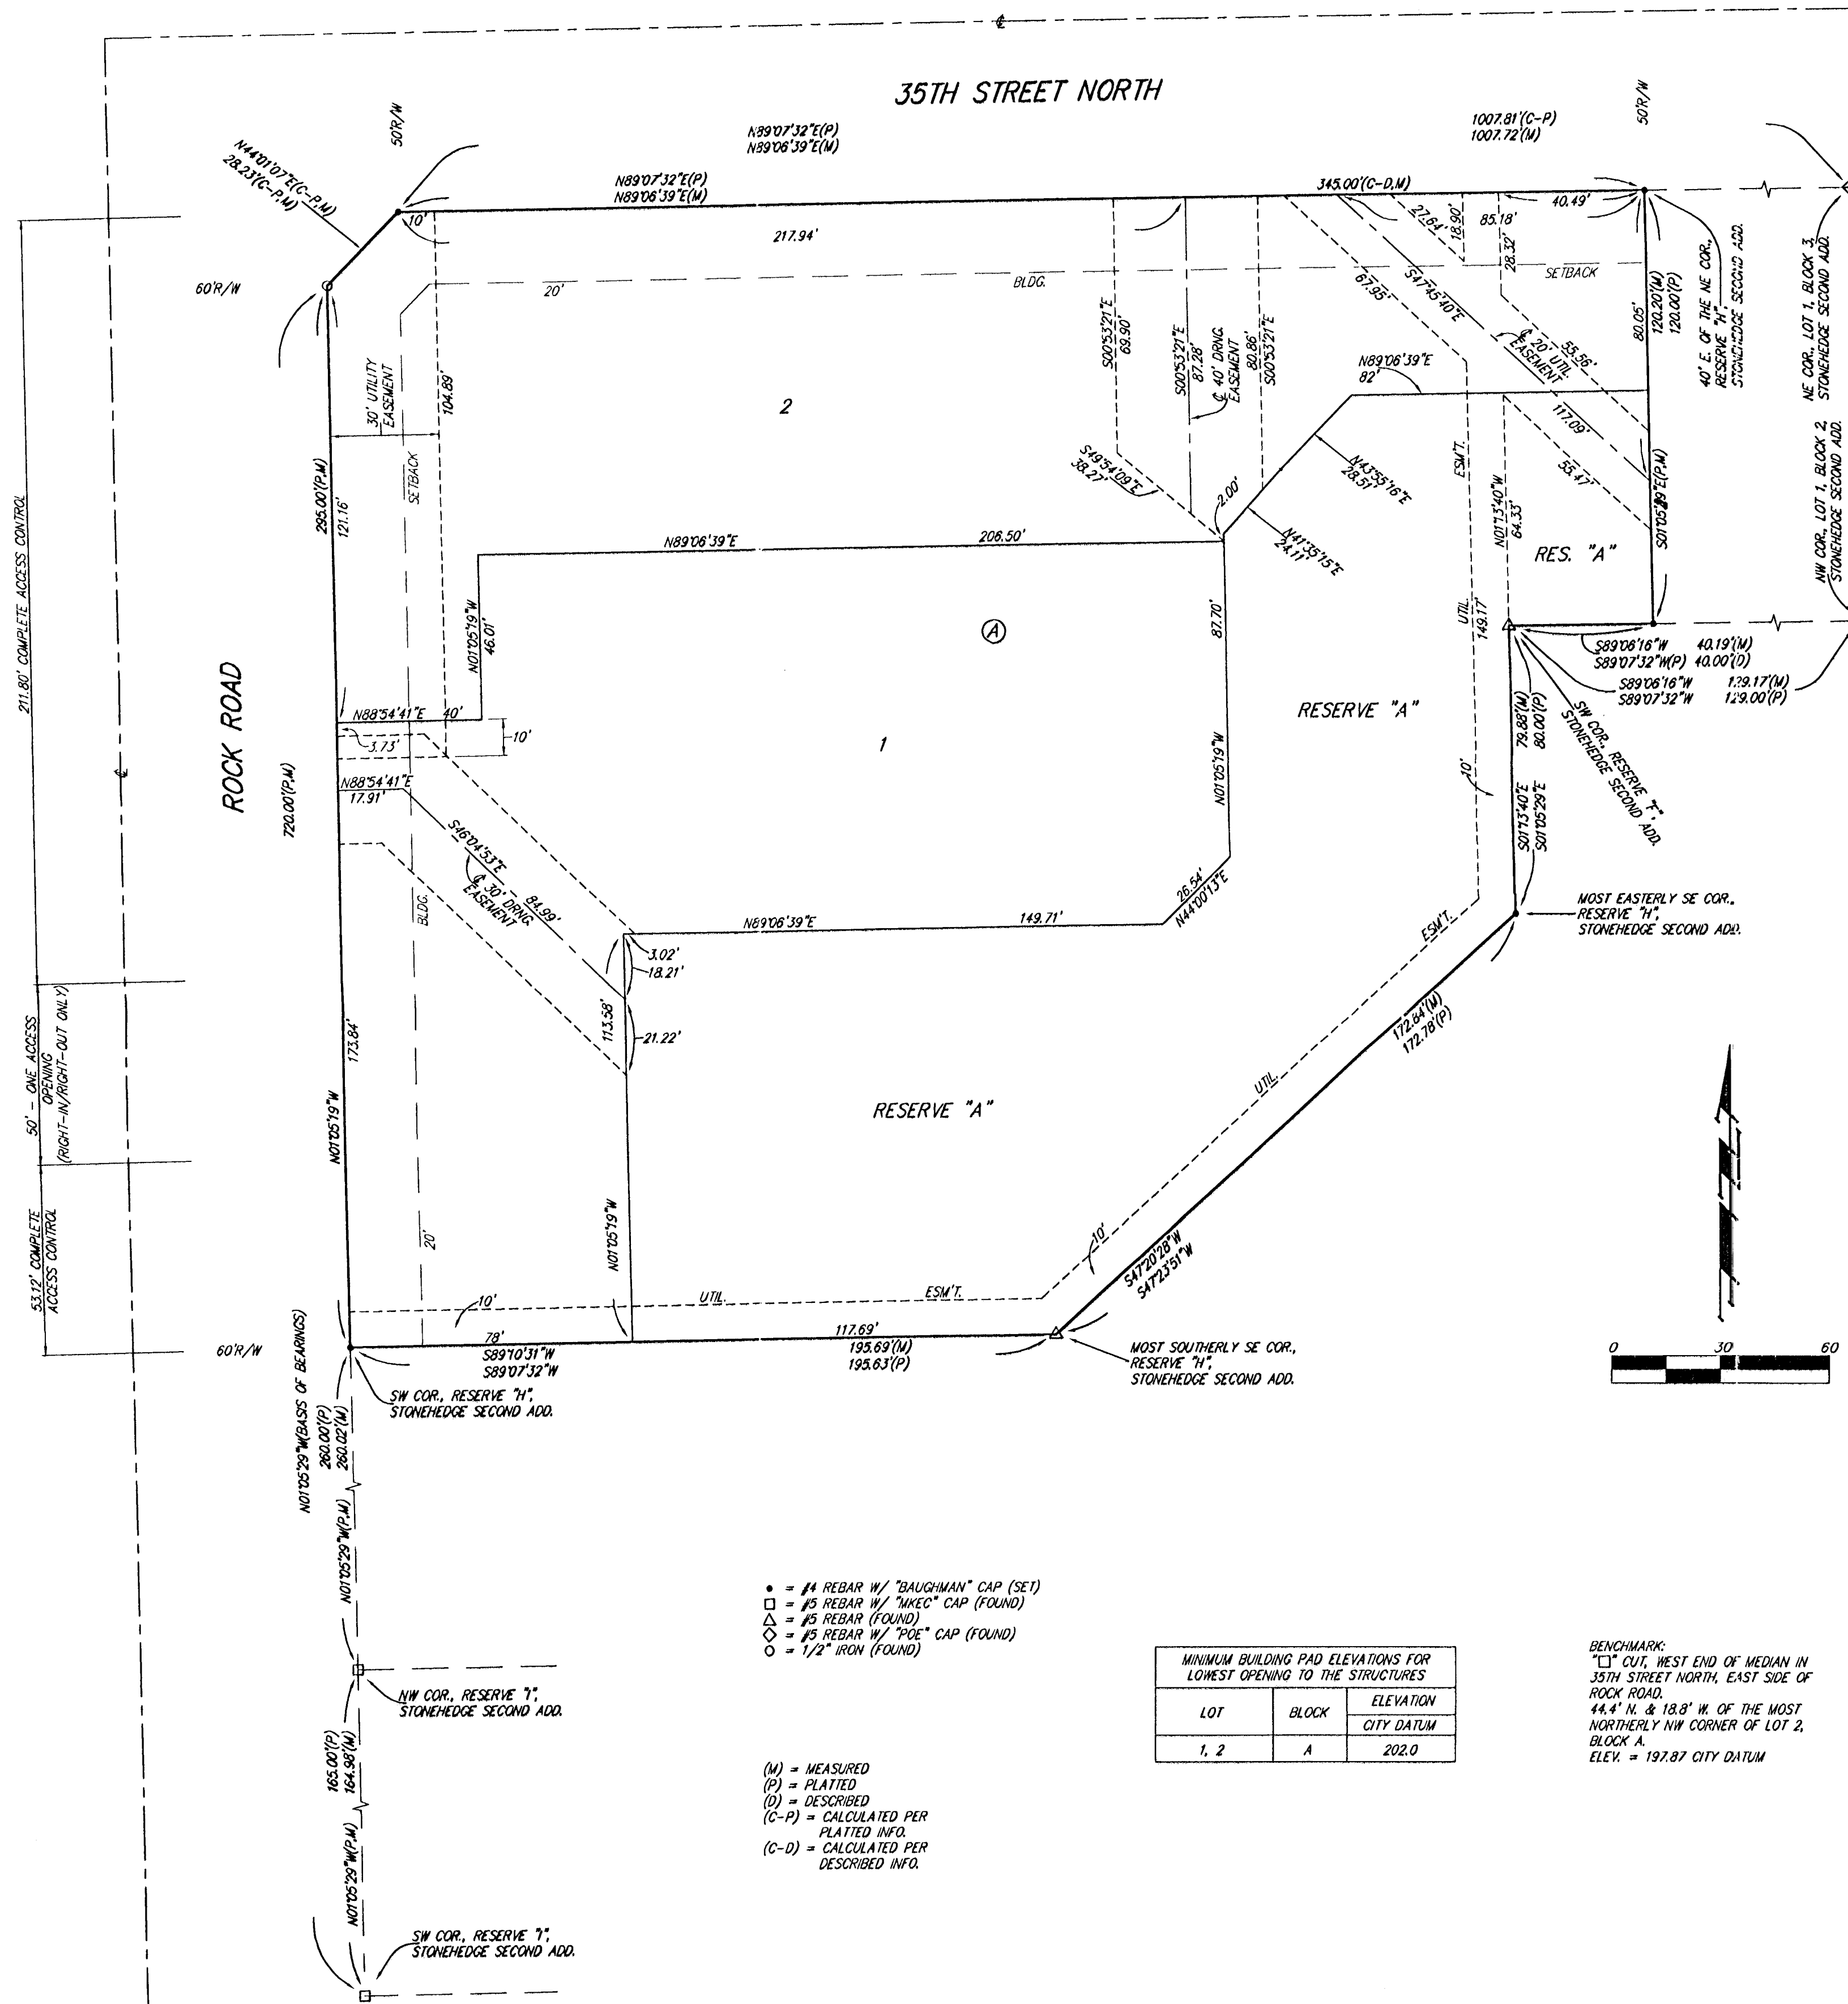 35TH STREET NORTH
50'R/W
50'R/W
N89°07'32"E(P)
N89°06'39"E(M)
1007.81'(C-P)
1007.72'(M)
N44°01'07"E(C-P,M)
28.23'(C-P,M)
N89°07'32"E(P)
N89°06'39"E(M)
345.00'(C-D,M)
10'
217.94'
27.64'
18.90'
85.18'
28.32'
40.49'
60'R/W
20'
BLDG.
SETBACK
67.95'
S47°45'40"E
℄ 20' UTIL.
EASEMENT
55.56'
117.09'
55.47'
80.05'
120.20'(M)
120.00'(P)
40' E. OF THE NE COR.,
RESERVE "H",
STONEHEDGE SECOND ADD.
NE COR., LOT 1, BLOCK 3,
STONEHEDGE SECOND ADD.
NW COR., LOT 1, BLOCK 2,
STONEHEDGE SECOND ADD.
30' UTILITY
EASEMENT
104.89'
SETBACK
2
S00°53'21"E
69.90'
S00°53'21"E
87.28'
℄ 40' DRNG.
EASEMENT
80.86'
S00°53'21"E
N89°06'39"E
82'
S49°54'09"E
38.27'
2.00'
N43°55'16"E
28.51'
N41°35'15"E
24.11'
ESM'T.
UTIL.
149.17'
N01°13'40"W
64.33'
S01°05'29"E(P,M)
RES. "A"
295.00'(P,M)
121.16'
211.80' COMPLETE ACCESS CONTROL
N89°06'39"E
206.50'
N01°05'19"W
46.01'
Ⓐ
87.70'
ROCK ROAD
N88°54'41"E
40'
3.73'
10'
1
RESERVE "A"
N01°05'19"W
S89°06'16"W 40.19'(M)
S89°07'32"W(P) 40.00'(D)
S89°06'16"W 129.17'(M)
S89°07'32"W 129.00'(P)
79.88'(M)
80.00'(P)
SW COR., RESERVE "F",
STONEHEDGE SECOND ADD.
720.00'(P,M)
N88°54'41"E
17.91'
S46°04'53"E
84.99'
℄ 30' DRNG.
EASEMENT
BLDG.
10'
S01°13'40"E
S01°05'29"E
26.54'
N44°00'13"E
N89°06'39"E
149.71'
3.02'
18.21'
113.58'
21.22'
ESM'T.
MOST EASTERLY SE COR.,
RESERVE "H",
STONEHEDGE SECOND ADD.
50' - ONE ACCESS
OPENING
(RIGHT-IN/RIGHT-OUT ONLY)
173.84'
172.84'(M)
172.78'(P)
UTIL.
RESERVE "A"
N01°05'19"W
N01°05'19"W
20'
10'
S47°20'28"W
S47°23'51"W
53.12' COMPLETE
ACCESS CONTROL
10'
UTIL.
ESM'T.
60'R/W
78'
S89°10'31"W
S89°07'32"W
117.69'
195.69'(M)
195.63'(P)
MOST SOUTHERLY SE COR.,
RESERVE "H",
STONEHEDGE SECOND ADD.
0 30 60
SW COR., RESERVE "H",
STONEHEDGE SECOND ADD.
N01°05'29"W(BASIS OF BEARINGS)
260.00'(P)
260.02'(M)
N01°05'29"W(P,M)
NW COR., RESERVE "I",
STONEHEDGE SECOND ADD.
165.00'(P)
164.98'(M)
N01°05'29"W(P,M)
SW COR., RESERVE "I",
STONEHEDGE SECOND ADD.
● = #4 REBAR W/ "BAUGHMAN" CAP (SET)
□ = #5 REBAR W/ "MKEC" CAP (FOUND)
△ = #5 REBAR (FOUND)
◇ = #5 REBAR W/ "POE" CAP (FOUND)
○ = 1/2" IRON (FOUND)
(M) = MEASURED
(P) = PLATTED
(D) = DESCRIBED
(C-P) = CALCULATED PER
PLATTED INFO.
(C-D) = CALCULATED PER
DESCRIBED INFO.
MINIMUM BUILDING PAD ELEVATIONS FOR
LOWEST OPENING TO THE STRUCTURES
LOT BLOCK ELEVATION
CITY DATUM
1, 2 A 202.0
BENCHMARK:
"□" CUT, WEST END OF MEDIAN IN
35TH STREET NORTH, EAST SIDE OF
ROCK ROAD.
44.4' N. & 18.8' W. OF THE MOST
NORTHERLY NW CORNER OF LOT 2,
BLOCK A.
ELEV. = 197.87 CITY DATUM